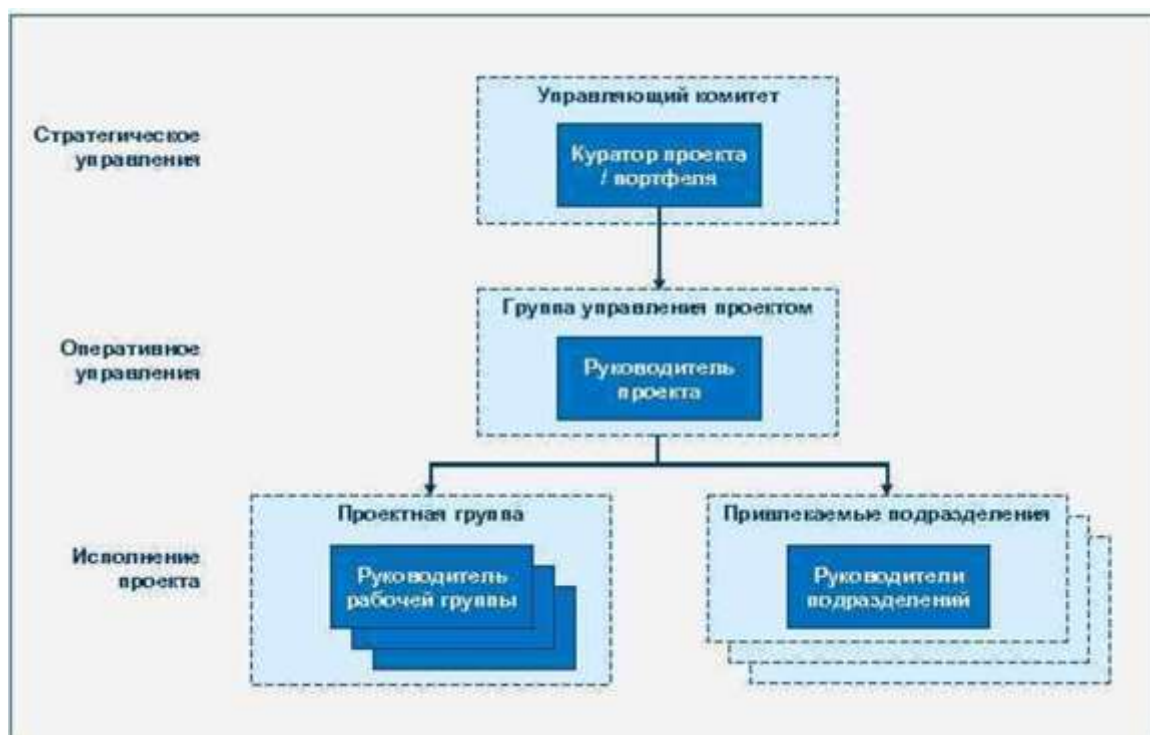 Управляющий комитет
Стратегическое
управления
Куратор проекта
/ портфеля
Группа управления проектом
Оперативное
управления
Руководитель
проекта
Проектная группа
Привлекаемые подразделения
Исполнение
проекта
Руководитель
рабочей группы
Руководители
подразделений